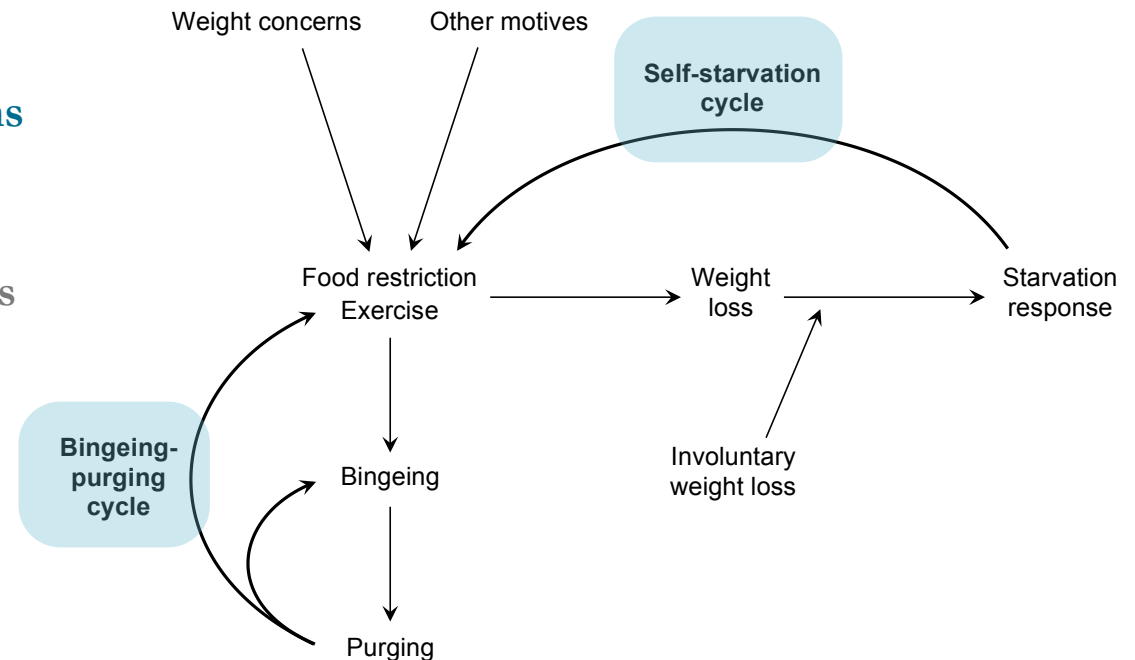 Weight concerns
Other motives
Self-starvation
cycle
ns
s
Food restriction
Exercise
Weight
loss
Starvation
response
Bingeing-
purging
cycle
Bingeing
Involuntary
weight loss
Purging